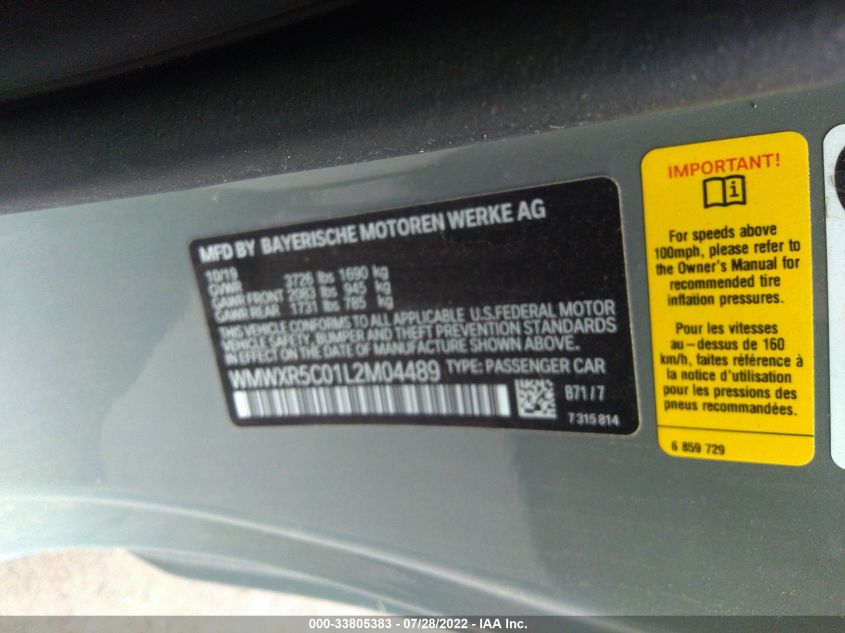 MFD BY BAYERISCHE MOTOREN WERKE AG
10/19
GVWR 3726 lbs 1690 kg
GAWR FRONT 2083 lbs 945 kg
GAWR REAR 1731 lbs 785 kg
THIS VEHICLE CONFORMS TO ALL APPLICABLE U.S.FEDERAL MOTOR
VEHICLE SAFETY, BUMPER, AND THEFT PREVENTION STANDARDS
IN EFFECT ON THE DATE OF MANUFACTURE SHOWN ABOVE.
WMWXR5C01L2M04489 TYPE: PASSENGER CAR
B71/7
7315814
IMPORTANT!
For speeds above
100mph, please refer to
the Owner's Manual for
recommended tire
inflation pressures.
Pour les vitesses
au-dessus de 160
km/h, faites référence à
la notice d'utilisation
pour les pressions des
pneus recommandées.
6 859 729
000-33805383 - 07/28/2022 - IAA Inc.